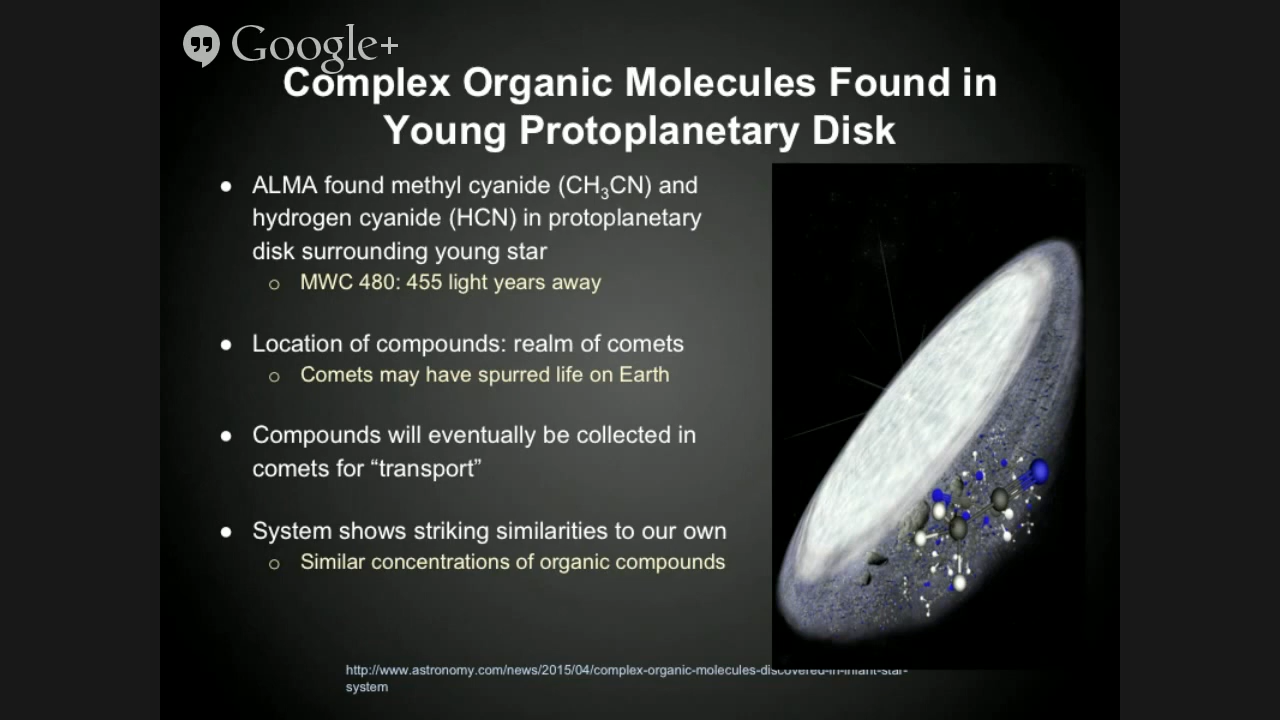 Google+
Complex Organic Molecules Found in
Young Protoplanetary Disk
● ALMA found methyl cyanide (CH₃CN) and
hydrogen cyanide (HCN) in protoplanetary
disk surrounding young star
○ MWC 480: 455 light years away
● Location of compounds: realm of comets
○ Comets may have spurred life on Earth
● Compounds will eventually be collected in
comets for “transport”
● System shows striking similarities to our own
○ Similar concentrations of organic compounds
http://www.astronomy.com/news/2015/04/complex-organic-molecules-discovered-in-infant-star-
system